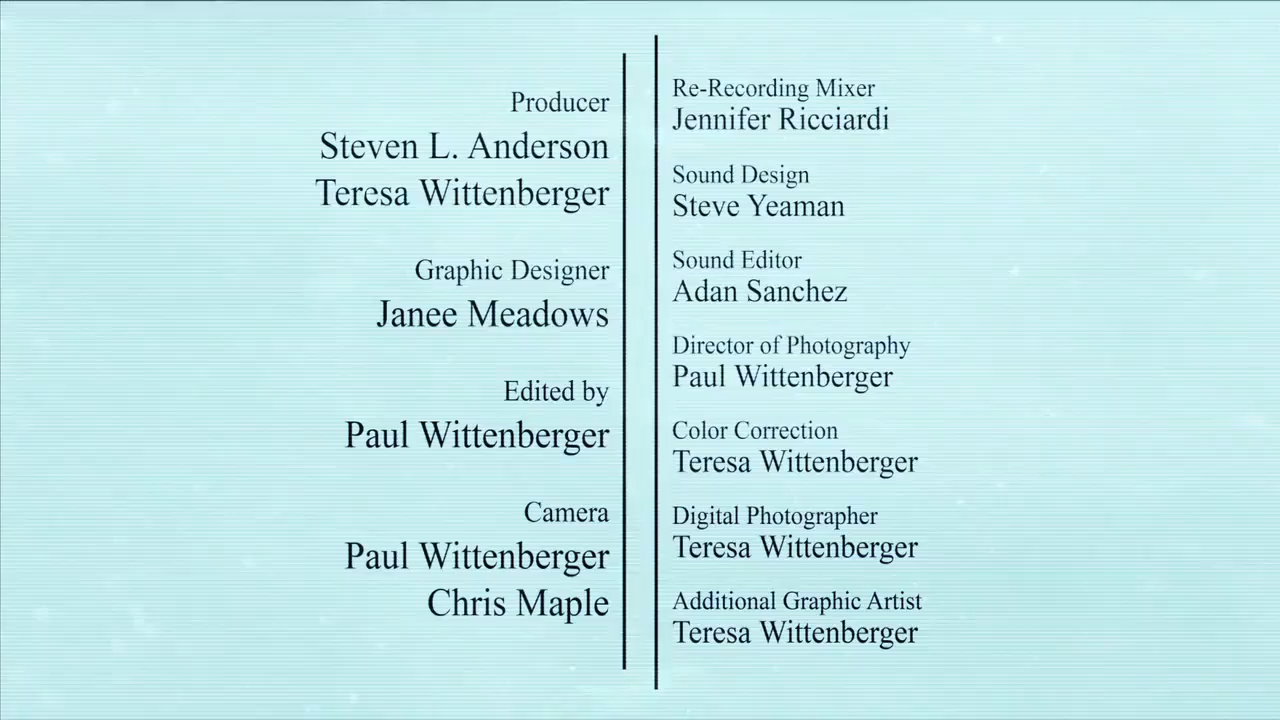 Producer
Steven L. Anderson
Teresa Wittenberger
Graphic Designer
Janee Meadows
Edited by
Paul Wittenberger
Camera
Paul Wittenberger
Chris Maple
Re-Recording Mixer
Jennifer Ricciardi
Sound Design
Steve Yeaman
Sound Editor
Adan Sanchez
Director of Photography
Paul Wittenberger
Color Correction
Teresa Wittenberger
Digital Photographer
Teresa Wittenberger
Additional Graphic Artist
Teresa Wittenberger